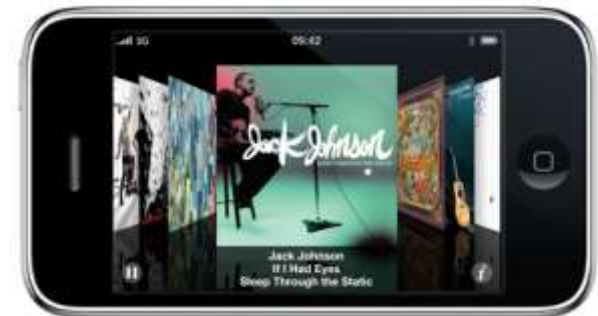 3G
09:42
Jack Johnson
Jack Johnson
If I Had Eyes
Sleep Through the Static